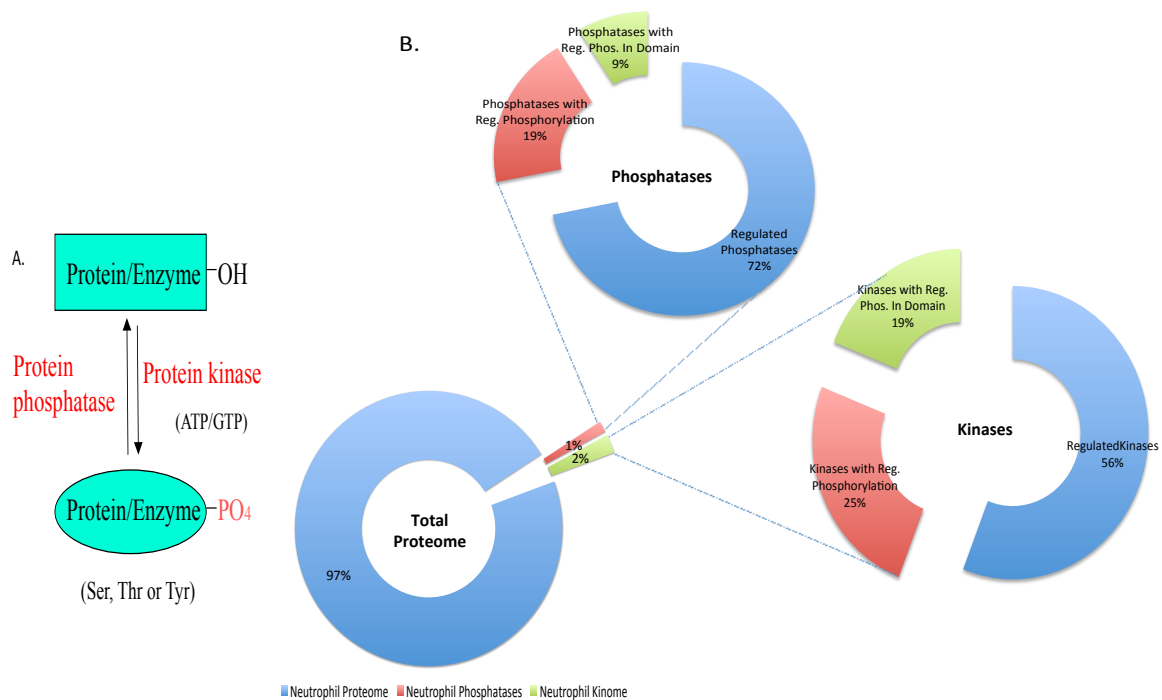 A.
Protein/Enzyme
OH
Protein
phosphatase
Protein kinase
(ATP/GTP)
Protein/Enzyme
PO4
(Ser, Thr or Tyr)
B.
Phosphatases with
Reg. Phos. In Domain
9%
Phosphatases with
Reg. Phosphorylation
19%
Phosphatases
Regulated
Phosphatases
72%
Kinases with Reg.
Phos. In Domain
19%
Kinases with Reg.
Phosphorylation
25%
Kinases
RegulatedKinases
56%
1%
2%
Total
Proteome
97%
Neutrophil Proteome
Neutrophil Phosphatases
Neutrophil Kinome